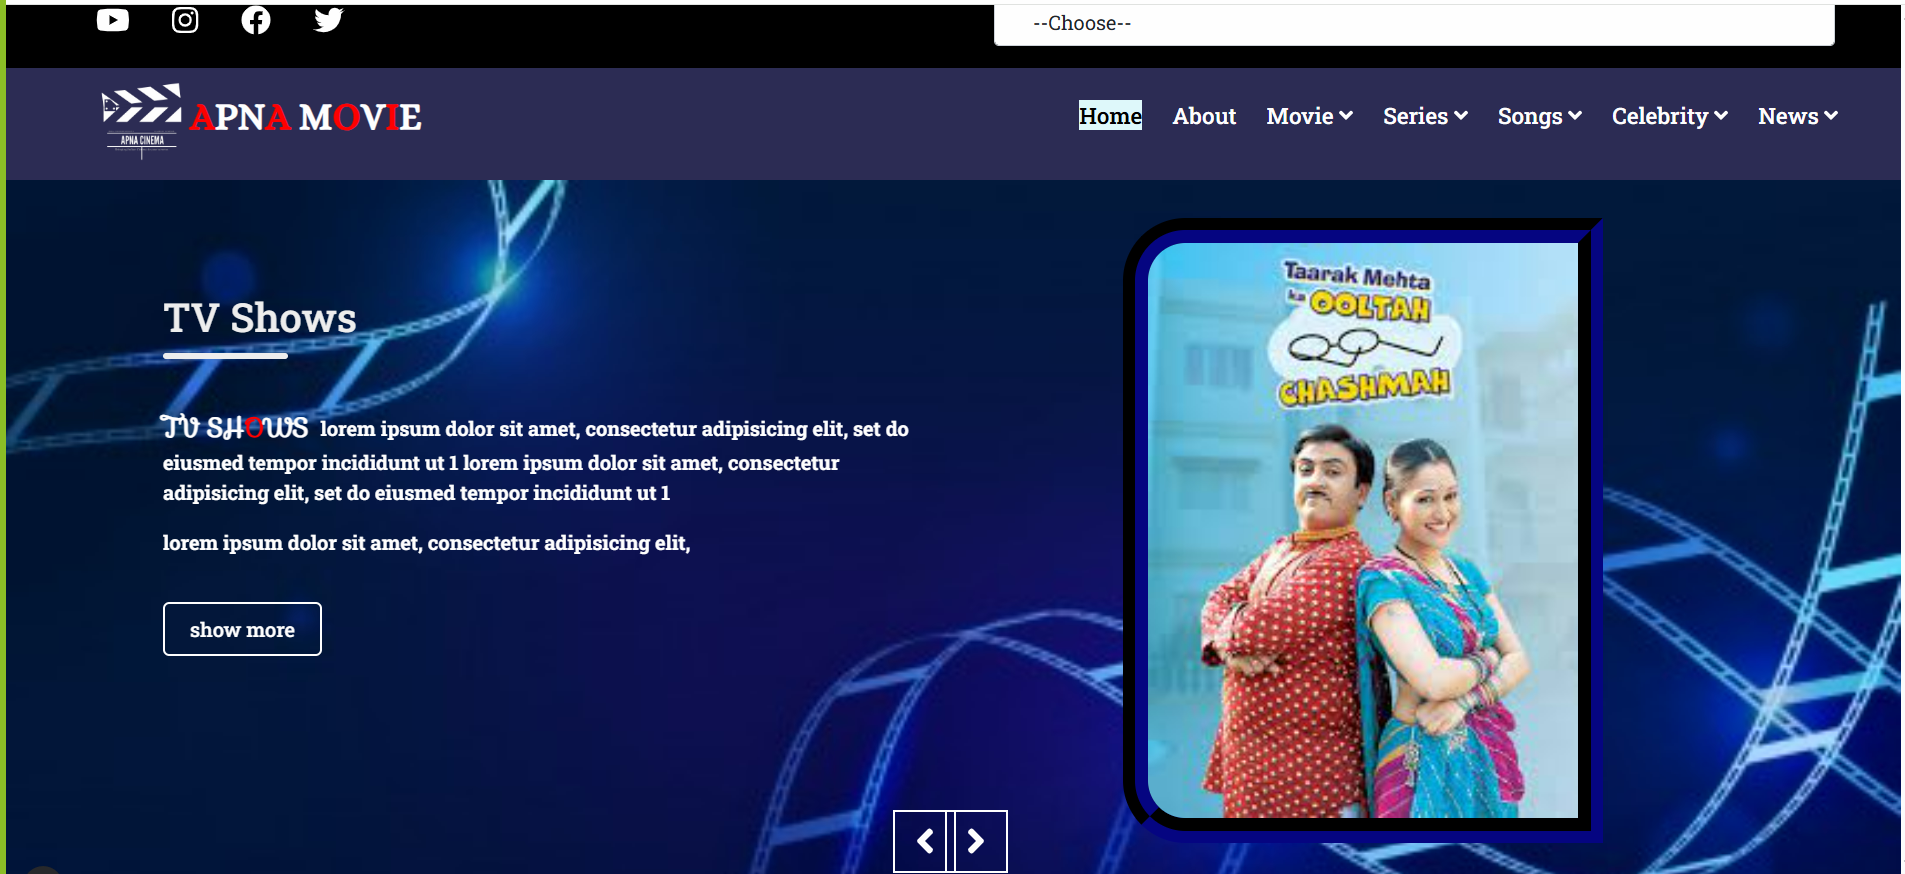 --Choose--
APNA CINEMA
APNA MOVIE
Home About Movie Series Songs Celebrity News
TV Shows
TV SHOWS lorem ipsum dolor sit amet, consectetur adipisicing elit, set do
eiusmed tempor incididunt ut 1 lorem ipsum dolor sit amet, consectetur
adipisicing elit, set do eiusmed tempor incididunt ut 1
lorem ipsum dolor sit amet, consectetur adipisicing elit,
show more
Taarak Mehta
ka OOLTAH
CHASHMAH